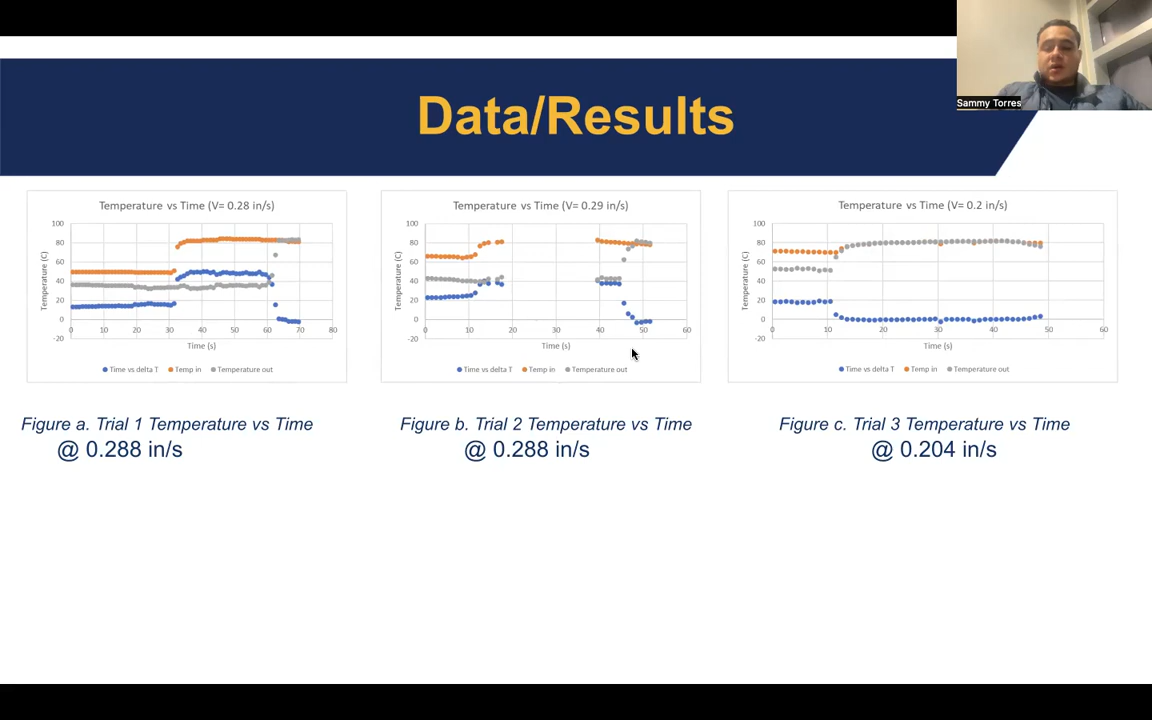 Sammy Torres
Data/Results
Temperature vs Time (V= 0.28 in/s)
100
80
60
40
20
0
-20
Temperature (C)
0 10 20 30 40 50 60 70 80
Time (s)
Time vs delta T Temp in Temperature out
Temperature vs Time (V= 0.29 in/s)
100
80
60
40
20
0
-20
Temperature (C)
0 10 20 30 40 50 60
Time (s)
Time vs delta T Temp in Temperature out
Temperature vs Time (V= 0.2 in/s)
100
80
60
40
20
0
-20
Temperature (C)
0 10 20 30 40 50 60
Time (s)
Time vs delta T Temp in Temperature out
Figure a. Trial 1 Temperature vs Time
@ 0.288 in/s
Figure b. Trial 2 Temperature vs Time
@ 0.288 in/s
Figure c. Trial 3 Temperature vs Time
@ 0.204 in/s